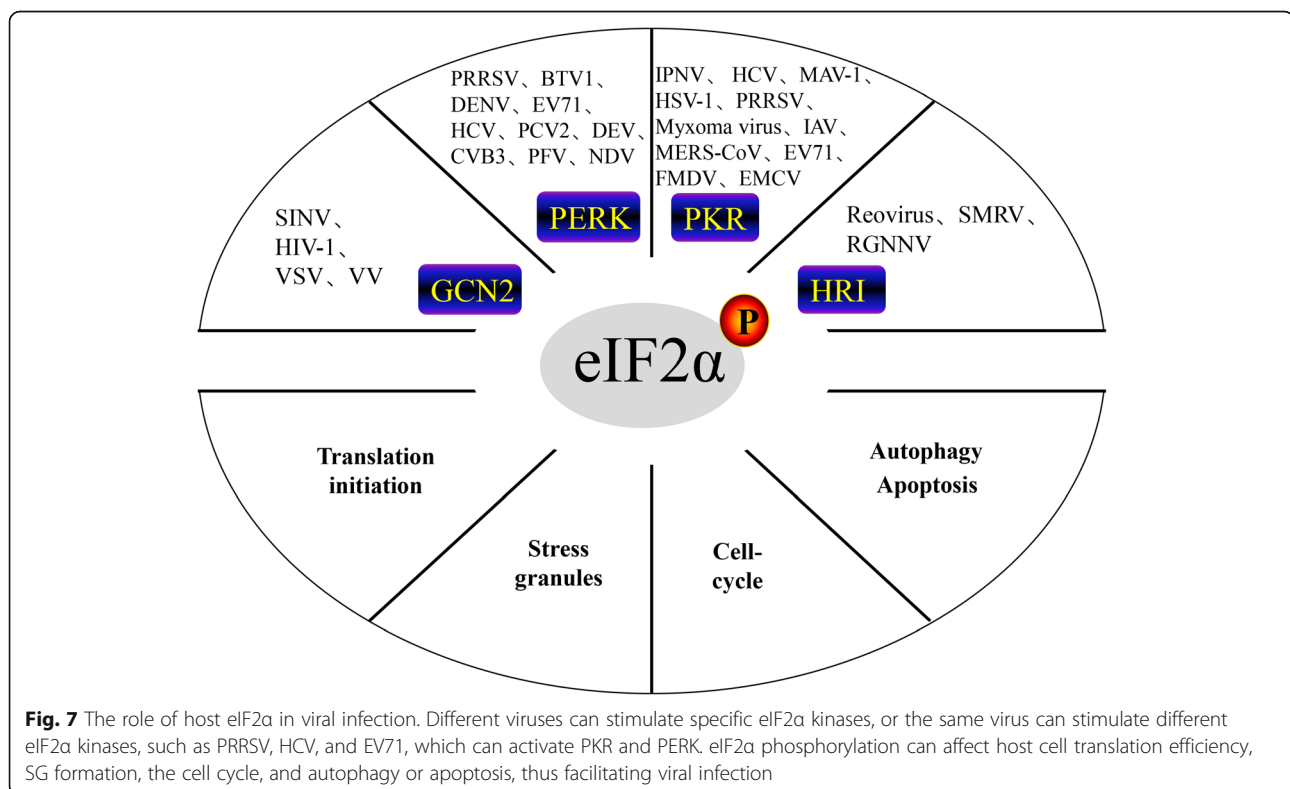 PRRSV、BTV1、
DENV、EV71、
HCV、PCV2、DEV、
CVB3、PFV、NDV
IPNV、 HCV、MAV-1、
HSV-1、PRRSV、
Myxoma virus、IAV、
MERS-CoV、EV71、
FMDV、EMCV
SINV、
HIV-1、
VSV、VV
Reovirus、SMRV、
RGNNV
PERK
PKR
GCN2
HRI
P
eIF2α
Translation
initiation
Stress
granules
Cell-
cycle
Autophagy
Apoptosis
Fig. 7 The role of host eIF2α in viral infection. Different viruses can stimulate specific eIF2α kinases, or the same virus can stimulate different
eIF2α kinases, such as PRRSV, HCV, and EV71, which can activate PKR and PERK. eIF2α phosphorylation can affect host cell translation efficiency,
SG formation, the cell cycle, and autophagy or apoptosis, thus facilitating viral infection